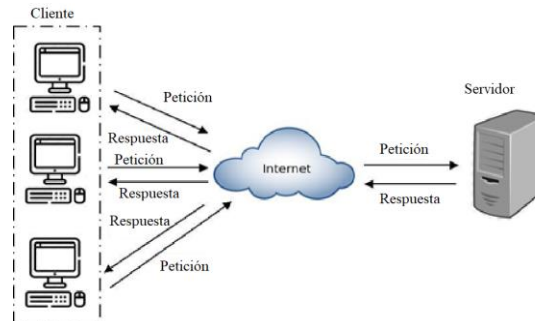 Cliente
Servidor
Petición
Respuesta
Petición
Petición
Internet
Respuesta
Respuesta
Respuesta
Petición